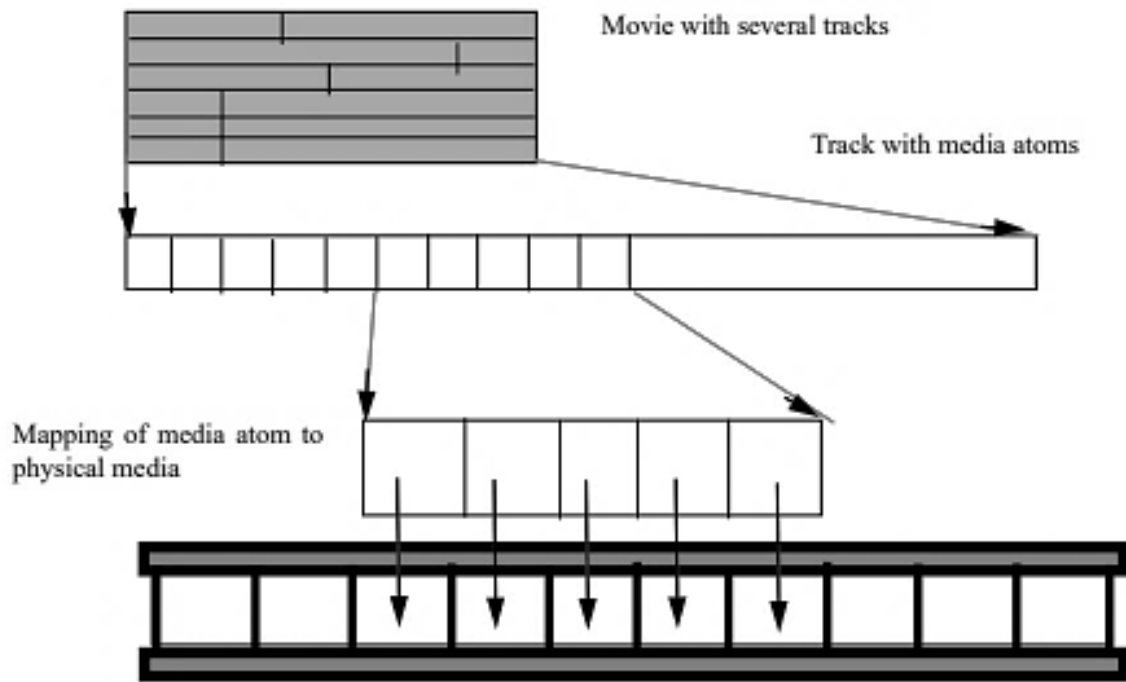 Movie with several tracks
Track with media atoms
Mapping of media atom to
physical media